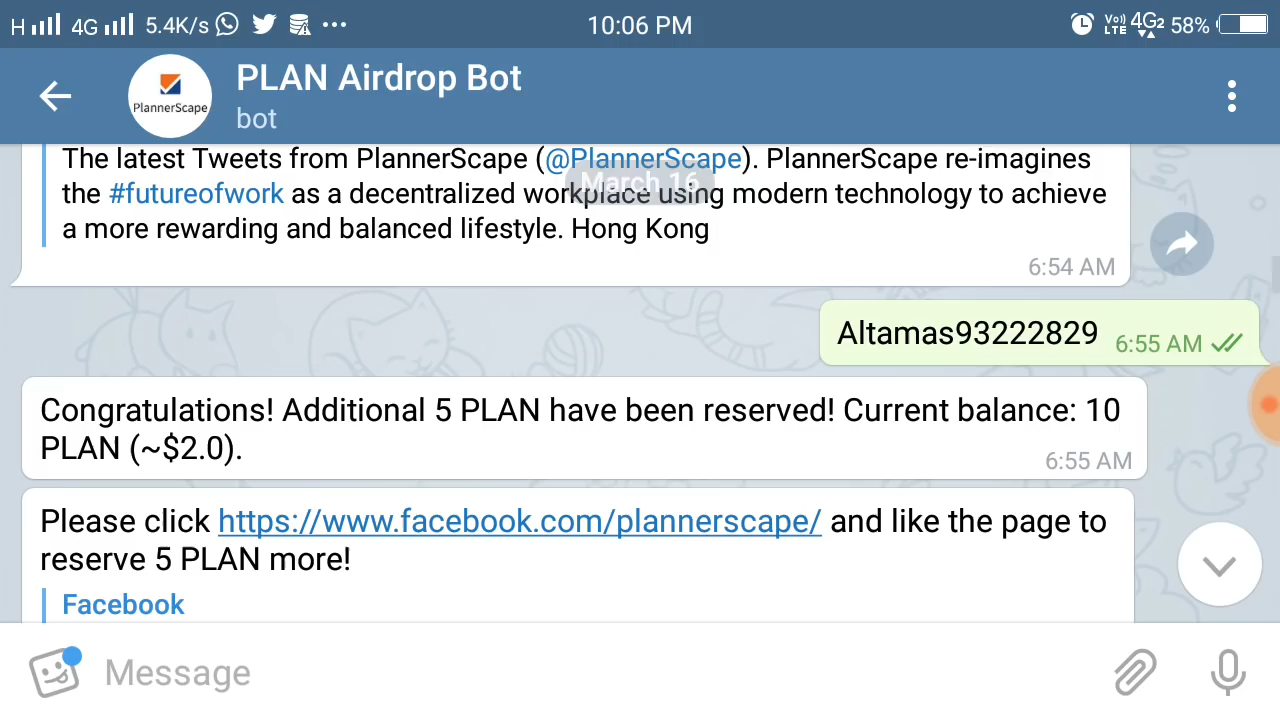 H 4G 5.4K/s ... 10:06 PM Vo) LTE 4G2 58%
PLAN Airdrop Bot
PlannerScape
bot
The latest Tweets from PlannerScape (@PlannerScape). PlannerScape re-imagines
March 16
the #futureofwork as a decentralized workplace using modern technology to achieve
a more rewarding and balanced lifestyle. Hong Kong
6:54 AM
Altamas93222829 6:55 AM
Congratulations! Additional 5 PLAN have been reserved! Current balance: 10
PLAN (~$2.0).
6:55 AM
Please click https://www.facebook.com/plannerscape/ and like the page to
reserve 5 PLAN more!
Facebook
Message